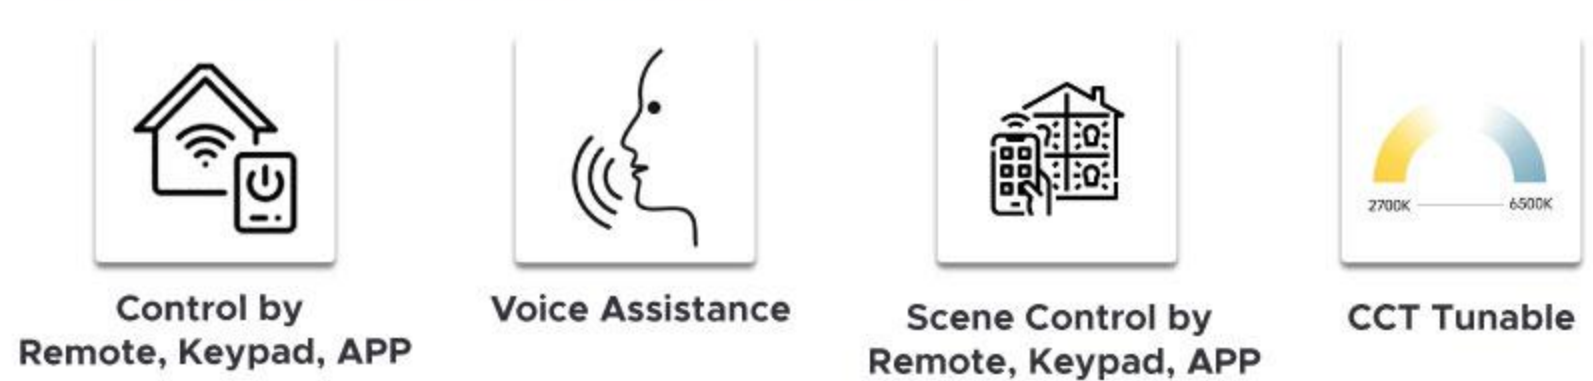 2700K
6500K
Control by
Remote, Keypad, APP
Voice Assistance
Scene Control by
Remote, Keypad, APP
CCT Tunable